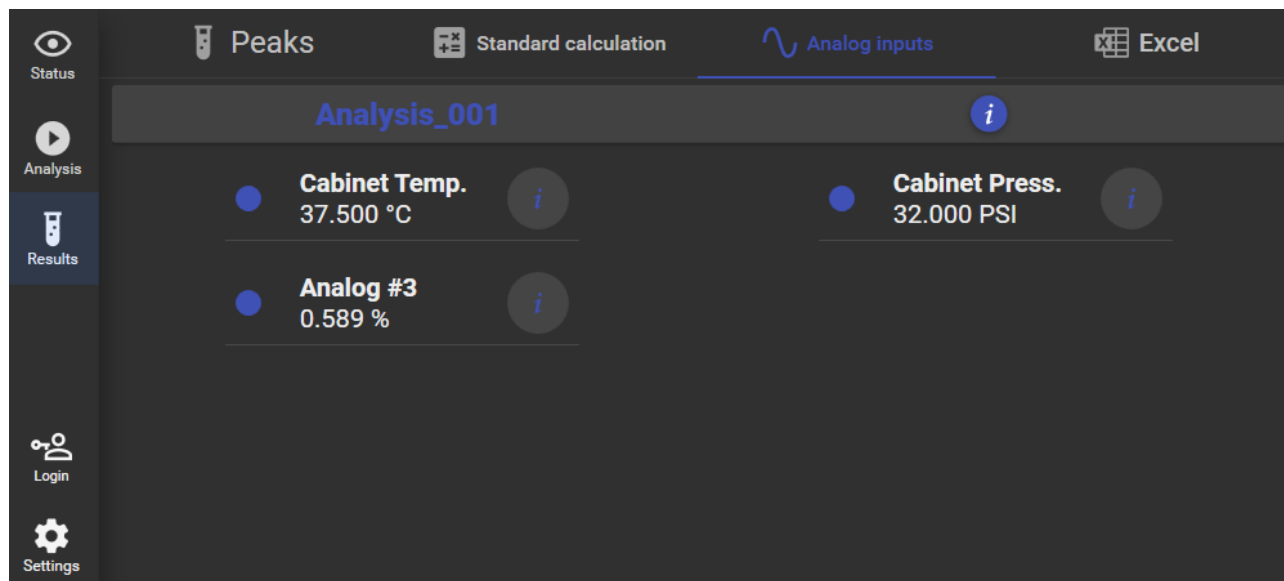 Status
Analysis
Results
Login
Settings
Peaks
Standard calculation
Analog inputs
Excel
Analysis_001
i
Cabinet Temp.
37.500 °C
i
Cabinet Press.
32.000 PSI
i
Analog #3
0.589 %
i